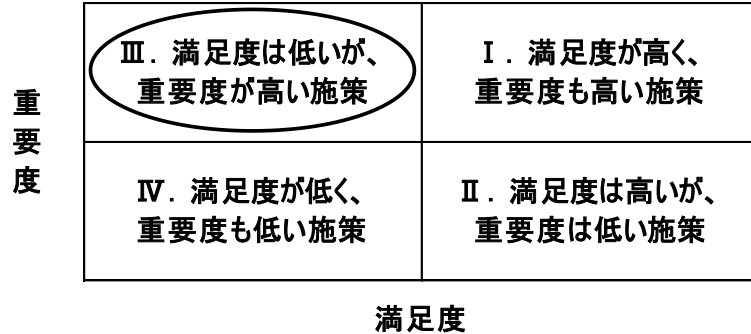 Ⅲ．満足度は低いが、
重要度が高い施策
Ⅰ．満足度が高く、
重要度も高い施策
重要度
Ⅳ．満足度が低く、
重要度も低い施策
Ⅱ．満足度は高いが、
重要度は低い施策
満足度